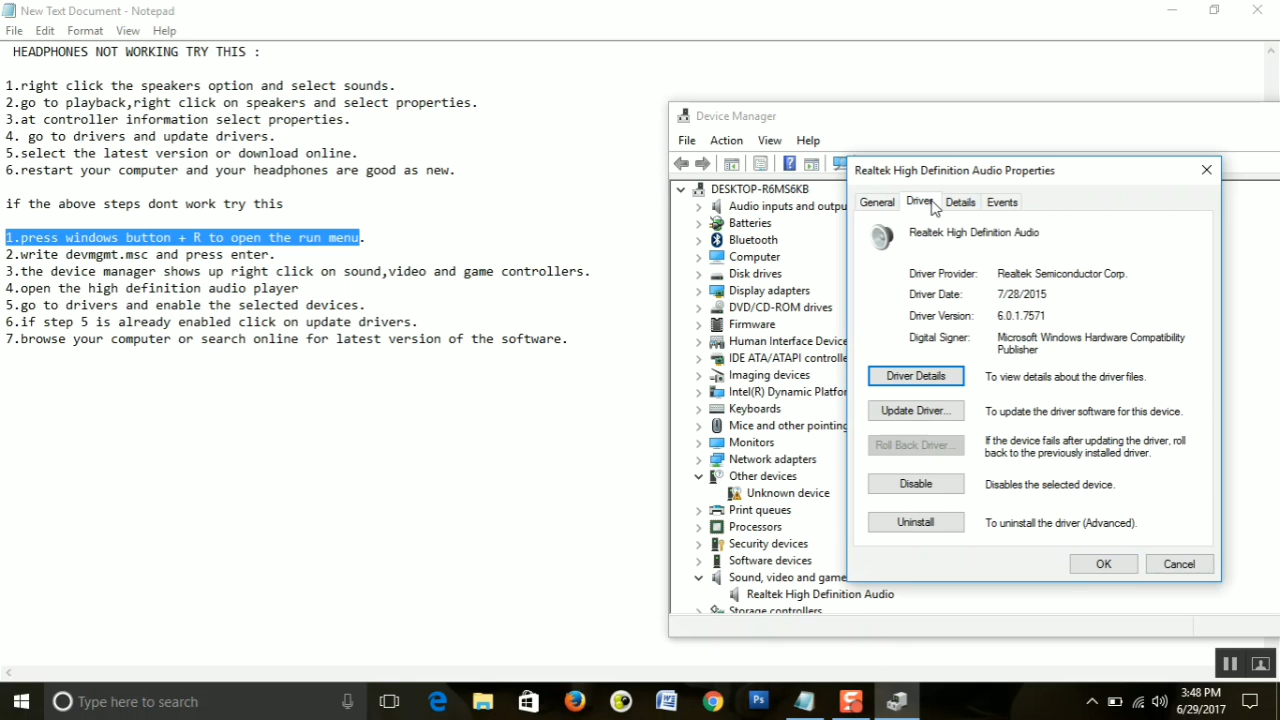 New Text Document - Notepad
File Edit Format View Help
HEADPHONES NOT WORKING TRY THIS :
1.right click the speakers option and select sounds.
2.go to playback,right click on speakers and select properties.
3.at controller information select properties.
4. go to drivers and update drivers.
5.select the latest version or download online.
6.restart your computer and your headphones are good as new.
if the above steps dont work try this
1.press windows button + R to open the run menu.
2.write devmgmt.msc and press enter.
3.the device manager shows up right click on sound,video and game controllers.
4.open the high definition audio player
5.go to drivers and enable the selected devices.
6.if step 5 is already enabled click on update drivers.
7.browse your computer or search online for latest version of the software.
Device Manager
File Action View Help
DESKTOP-R6MS6KB
Audio inputs and outpu
Batteries
Bluetooth
Computer
Disk drives
Display adapters
DVD/CD-ROM drives
Firmware
Human Interface Device
IDE ATA/ATAPI controlle
Imaging devices
Intel(R) Dynamic Platfor
Keyboards
Mice and other pointing
Monitors
Network adapters
Other devices
Unknown device
Print queues
Processors
Security devices
Software devices
Sound, video and game
Realtek High Definition Audio
Storage controllers
Realtek High Definition Audio Properties
General Driver Details Events
Realtek High Definition Audio
Driver Provider: Realtek Semiconductor Corp.
Driver Date: 7/28/2015
Driver Version: 6.0.1.7571
Digital Signer: Microsoft Windows Hardware Compatibility
Publisher
Driver Details To view details about the driver files.
Update Driver... To update the driver software for this device.
Roll Back Driver... If the device fails after updating the driver, roll
back to the previously installed driver.
Disable Disables the selected device.
Uninstall To uninstall the driver (Advanced).
OK Cancel
Type here to search
3:48 PM
6/29/2017